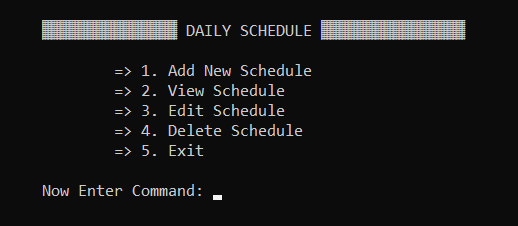 DAILY SCHEDULE
=> 1. Add New Schedule
=> 2. View Schedule
=> 3. Edit Schedule
=> 4. Delete Schedule
=> 5. Exit
Now Enter Command: _